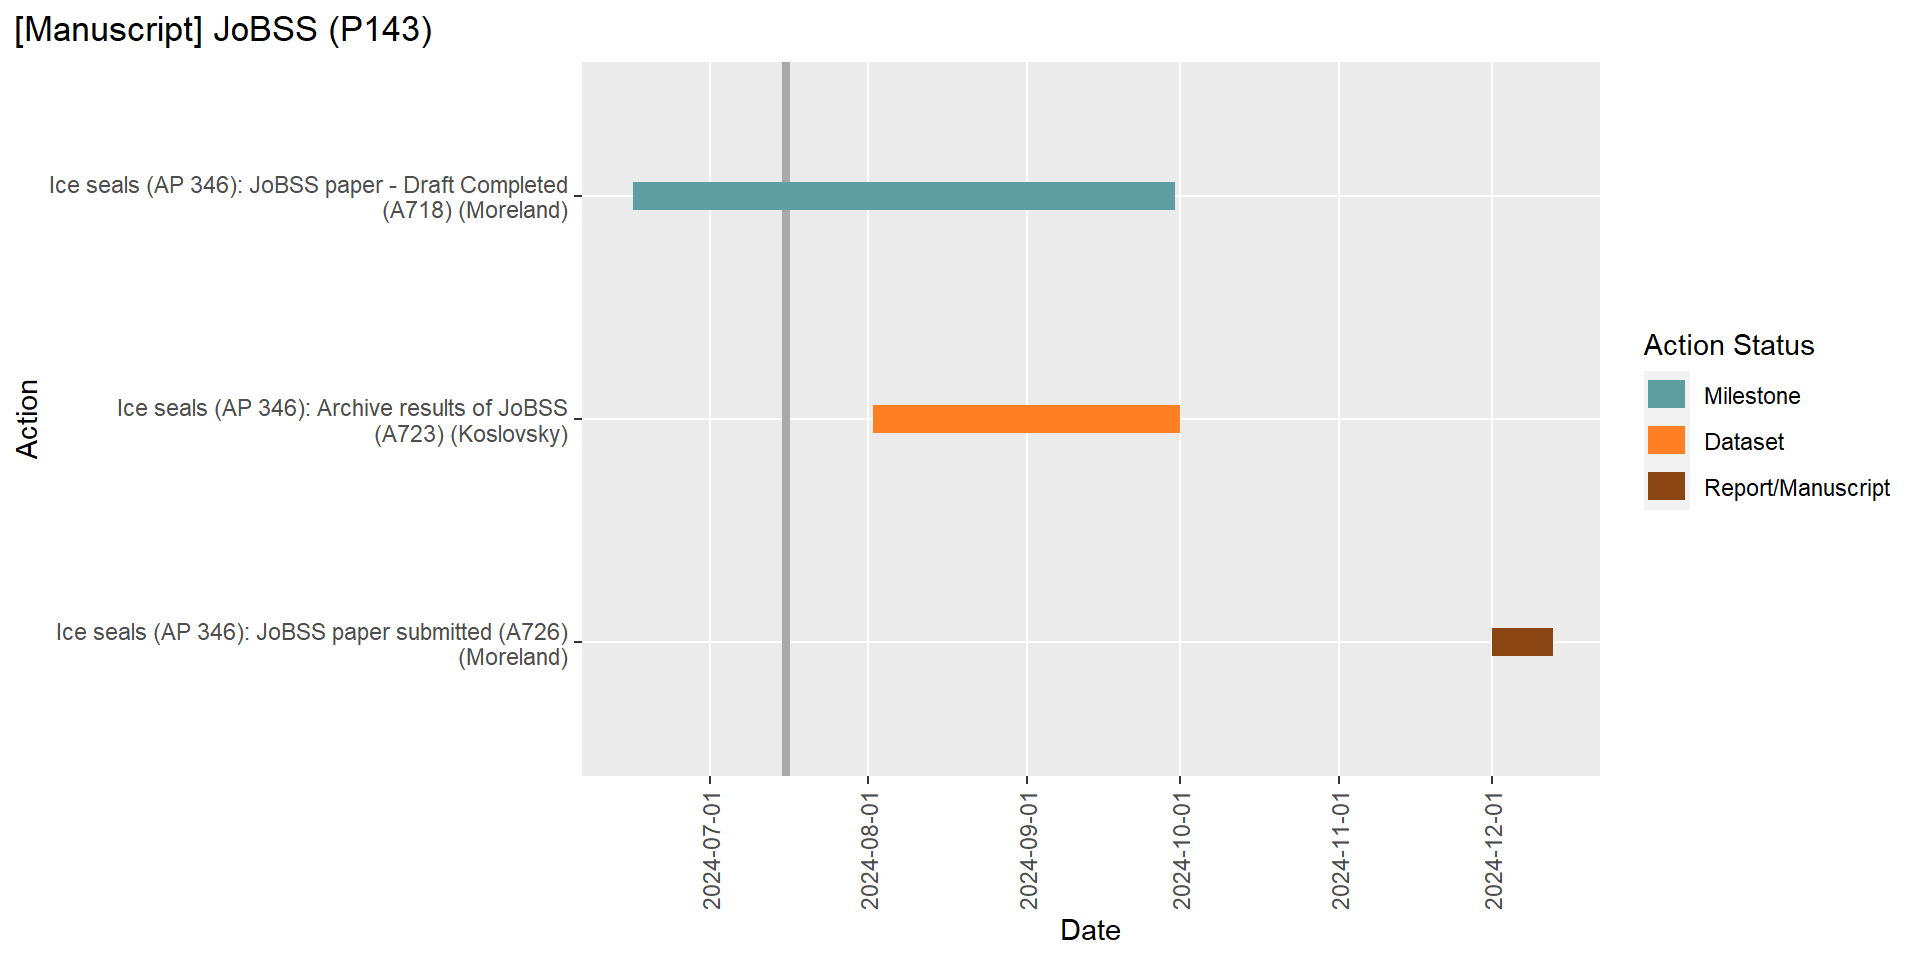 [Manuscript] JoBSS (P143)
Ice seals (AP 346): JoBSS paper - Draft Completed
(A718) (Moreland)
Ice seals (AP 346): Archive results of JoBSS
(A723) (Koslovsky)
Ice seals (AP 346): JoBSS paper submitted (A726)
(Moreland)
Action
2024-07-01
2024-08-01
2024-09-01
2024-10-01
2024-11-01
2024-12-01
Date
Action Status
Milestone
Dataset
Report/Manuscript